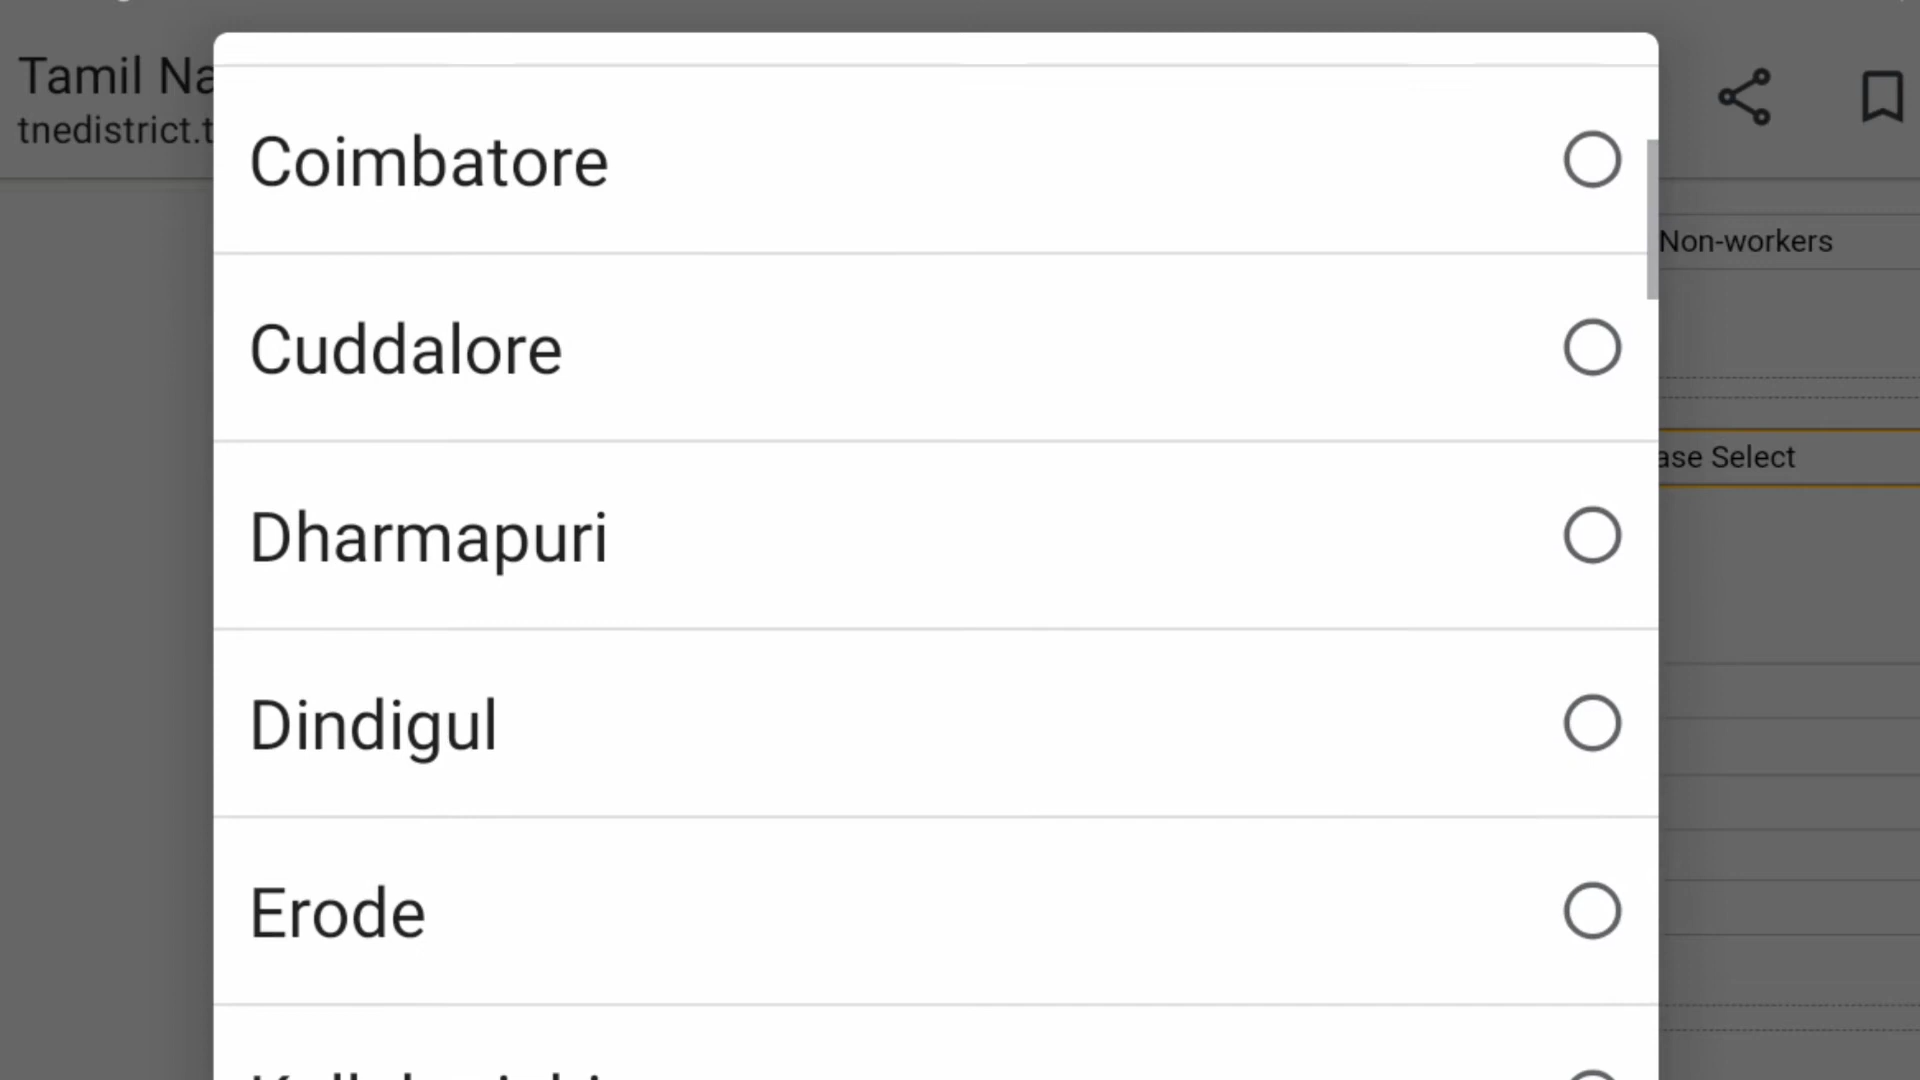 Tamil Na
tnedistrict.t
Coimbatore
Cuddalore
Dharmapuri
Dindigul
Erode
Non-workers
ase Select